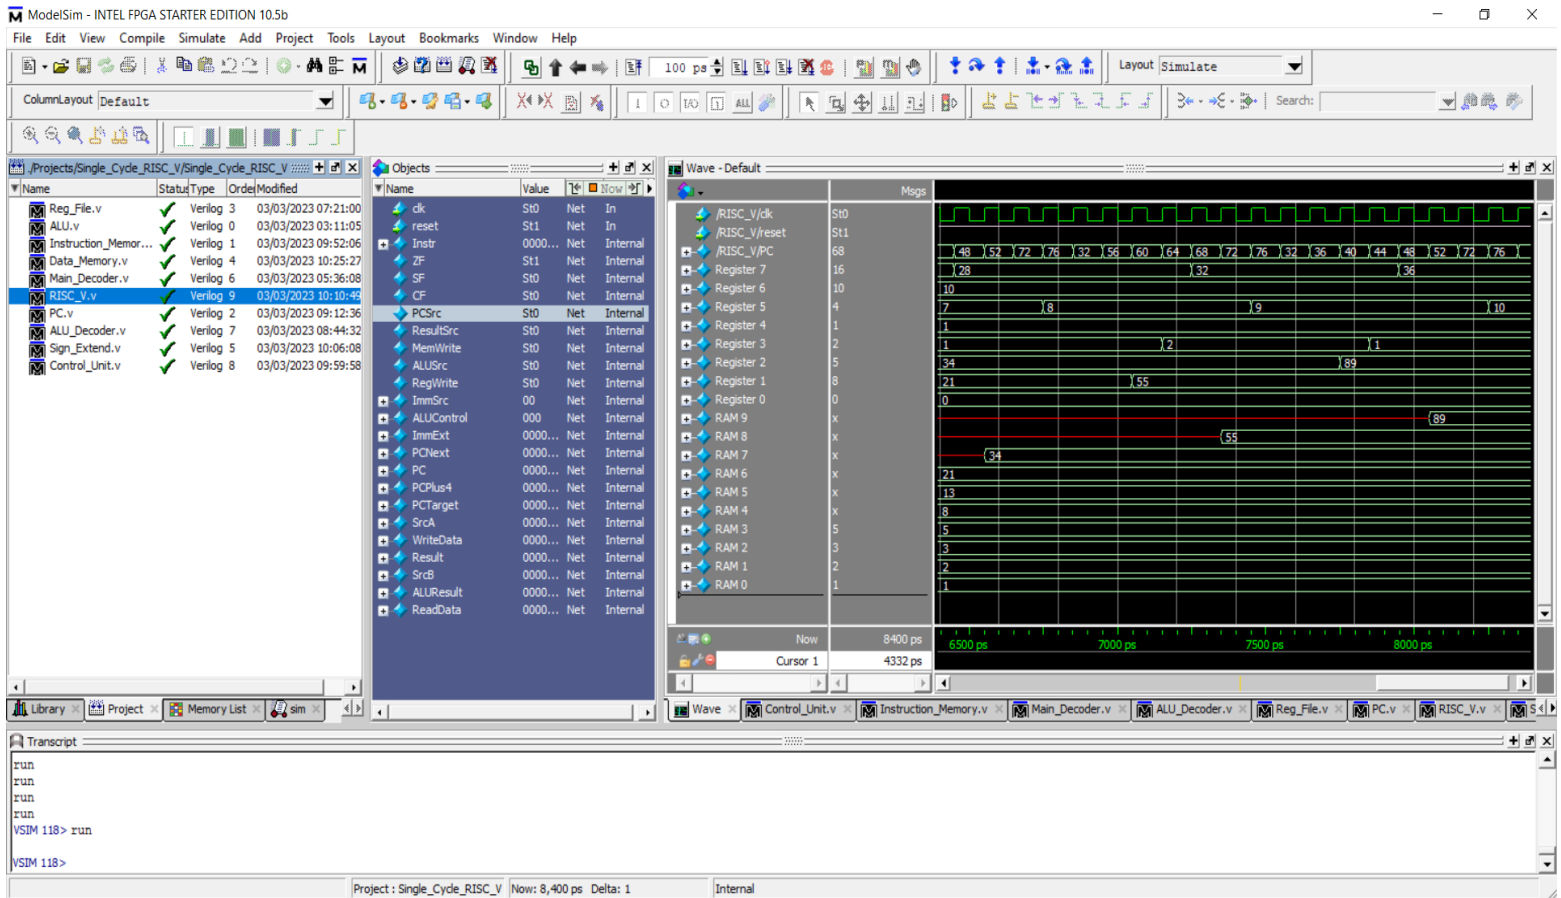 ModelSim - INTEL FPGA STARTER EDITION 10.5b
File Edit View Compile Simulate Add Project Tools Layout Bookmarks Window Help
100 ps
Layout Simulate
ColumnLayout Default
Search:
./Projects/Single_Cycle_RISC_V/Single_Cycle_RISC_V
Name Status Type Orde Modified
Reg_File.v Verilog 3 03/03/2023 07:21:00
ALU.v Verilog 0 03/03/2023 03:11:05
Instruction_Memor... Verilog 1 03/03/2023 09:52:06
Data_Memory.v Verilog 4 03/03/2023 10:25:27
Main_Decoder.v Verilog 6 03/03/2023 05:36:08
RISC_V.v Verilog 9 03/03/2023 10:10:49
PC.v Verilog 2 03/03/2023 09:12:36
ALU_Decoder.v Verilog 7 03/03/2023 08:44:32
Sign_Extend.v Verilog 5 03/03/2023 10:06:08
Control_Unit.v Verilog 8 03/03/2023 09:59:58
Library Project Memory List sim
Objects
Name Value Now
clk St0 Net In
reset St1 Net In
Instr 0000... Net Internal
ZF St1 Net Internal
SF St0 Net Internal
CF St0 Net Internal
PCSrc St0 Net Internal
ResultSrc St0 Net Internal
MemWrite St0 Net Internal
ALUSrc St0 Net Internal
RegWrite St0 Net Internal
ImmSrc 00 Net Internal
ALUControl 000 Net Internal
ImmExt 0000... Net Internal
PCNext 0000... Net Internal
PC 0000... Net Internal
PCPlus4 0000... Net Internal
PCTarget 0000... Net Internal
SrcA 0000... Net Internal
WriteData 0000... Net Internal
Result 0000... Net Internal
SrcB 0000... Net Internal
ALUResult 0000... Net Internal
ReadData 0000... Net Internal
Wave - Default
Msgs
/RISC_V/clk St0
/RISC_V/reset St1
/RISC_V/PC 68 48 52 72 76 32 56 60 64 68 72 76 32 36 40 44 48 52 72 76
Register 7 16 28 32 36
Register 6 10 10
Register 5 4 7 8 9 10
Register 4 1 1
Register 3 2 1 2 1
Register 2 5 34 89
Register 1 8 21 55
Register 0 0 0
RAM 9 x 89
RAM 8 x 55
RAM 7 x 34
RAM 6 x 21
RAM 5 x 13
RAM 4 x 8
RAM 3 5 5
RAM 2 3 3
RAM 1 2 2
RAM 0 1 1
Now 8400 ps 6500 ps 7000 ps 7500 ps 8000 ps
Cursor 1 4332 ps
Wave Control_Unit.v Instruction_Memory.v Main_Decoder.v ALU_Decoder.v Reg_File.v PC.v RISC_V.v S
Transcript
run
run
run
run
VSIM 118> run
VSIM 118>
Project : Single_Cycle_RISC_V Now: 8,400 ps Delta: 1 Internal